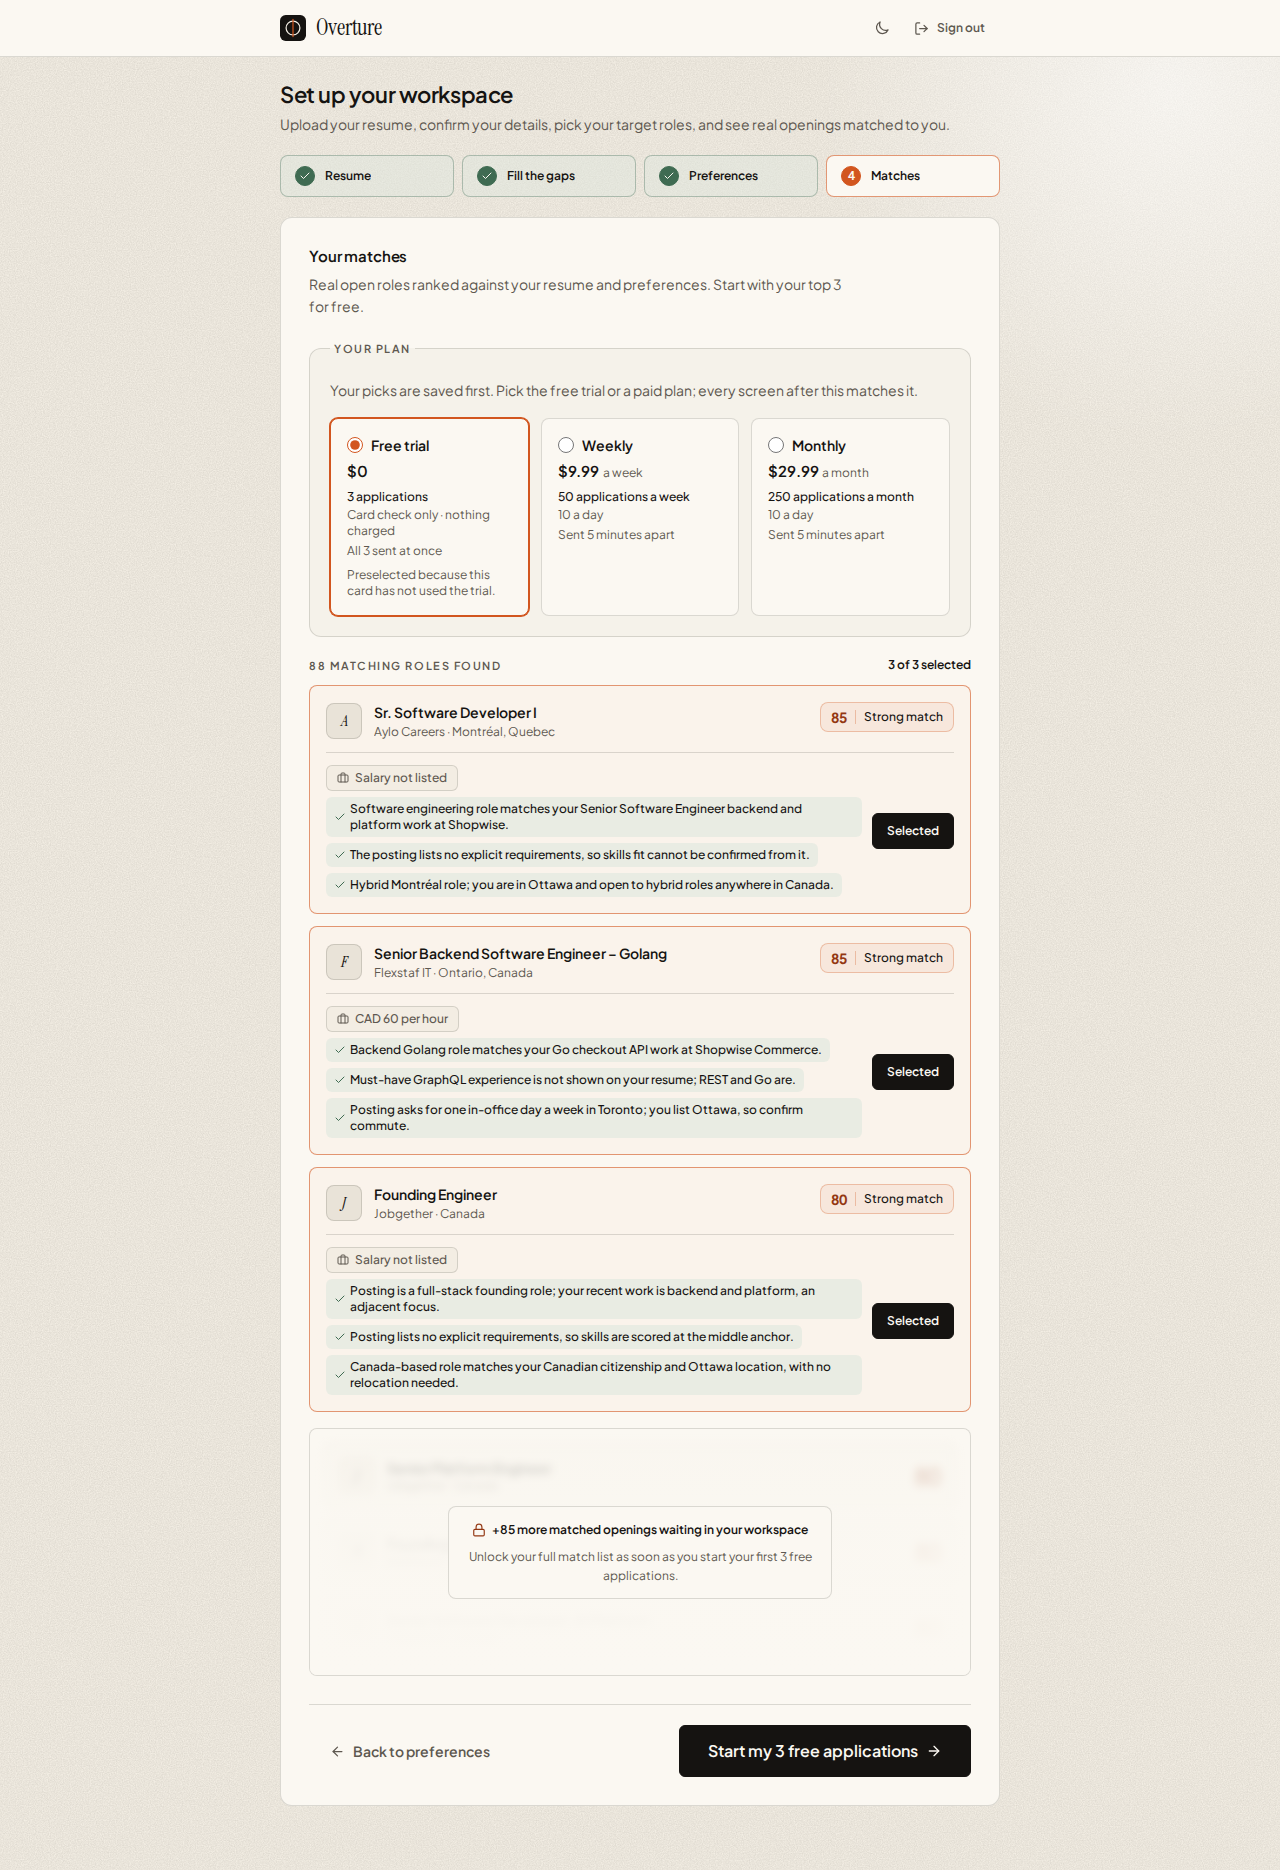 Overture
Sign out
Set up your workspace
Upload your resume, confirm your details, pick your target roles, and see real openings matched to you.
Resume
Fill the gaps
Preferences
4 Matches
Your matches
Real open roles ranked against your resume and preferences. Start with your top 3
for free.
YOUR PLAN
Your picks are saved first. Pick the free trial or a paid plan; every screen after this matches it.
Free trial
$0
3 applications
Card check only · nothing
charged
All 3 sent at once
Preselected because this
card has not used the trial.
Weekly
$9.99 a week
50 applications a week
10 a day
Sent 5 minutes apart
Monthly
$29.99 a month
250 applications a month
10 a day
Sent 5 minutes apart
88 MATCHING ROLES FOUND
3 of 3 selected
A
Sr. Software Developer I
Aylo Careers · Montréal, Quebec
85 Strong match
Salary not listed
Software engineering role matches your Senior Software Engineer backend and
platform work at Shopwise.
The posting lists no explicit requirements, so skills fit cannot be confirmed from it.
Hybrid Montréal role; you are in Ottawa and open to hybrid roles anywhere in Canada.
Selected
F
Senior Backend Software Engineer – Golang
Flexstaf IT · Ontario, Canada
85 Strong match
CAD 60 per hour
Backend Golang role matches your Go checkout API work at Shopwise Commerce.
Must-have GraphQL experience is not shown on your resume; REST and Go are.
Posting asks for one in-office day a week in Toronto; you list Ottawa, so confirm
commute.
Selected
J
Founding Engineer
Jobgether · Canada
80 Strong match
Salary not listed
Posting is a full-stack founding role; your recent work is backend and platform, an
adjacent focus.
Posting lists no explicit requirements, so skills are scored at the middle anchor.
Canada-based role matches your Canadian citizenship and Ottawa location, with no
relocation needed.
Selected
+85 more matched openings waiting in your workspace
Unlock your full match list as soon as you start your first 3 free
applications.
Back to preferences
Start my 3 free applications